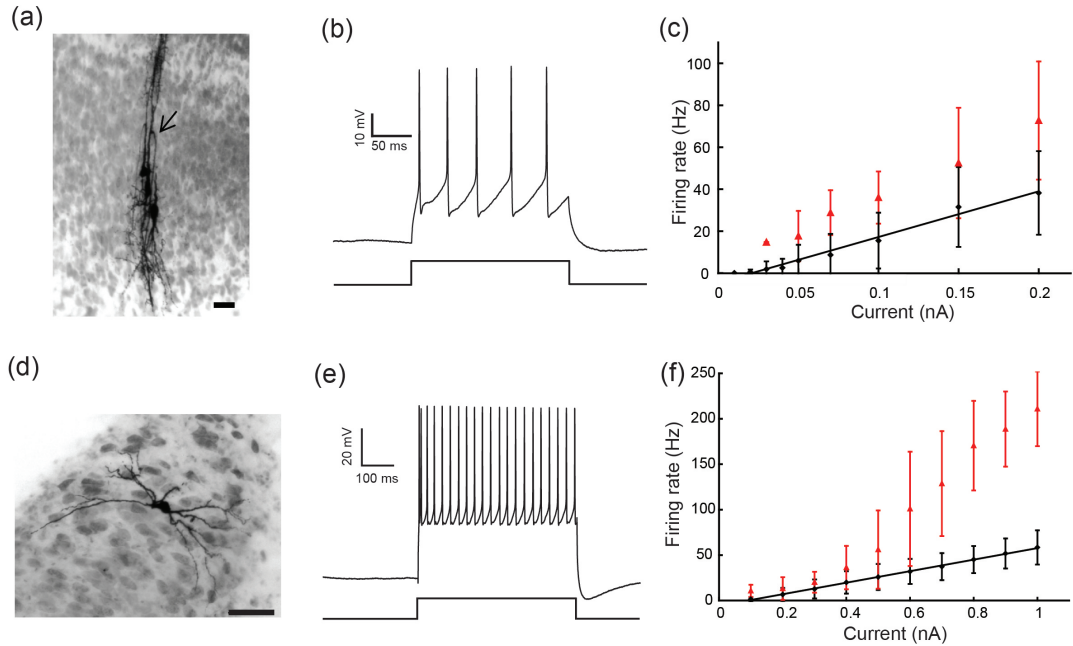 (a)
(b)
10 mV
50 ms
(c)
Firing rate (Hz)
100
80
60
40
20
0
0 0.05 0.1 0.15 0.2
Current (nA)
(d)
(e)
20 mV
100 ms
(f)
Firing rate (Hz)
250
200
150
100
50
0
0 0.2 0.4 0.6 0.8 1
Current (nA)